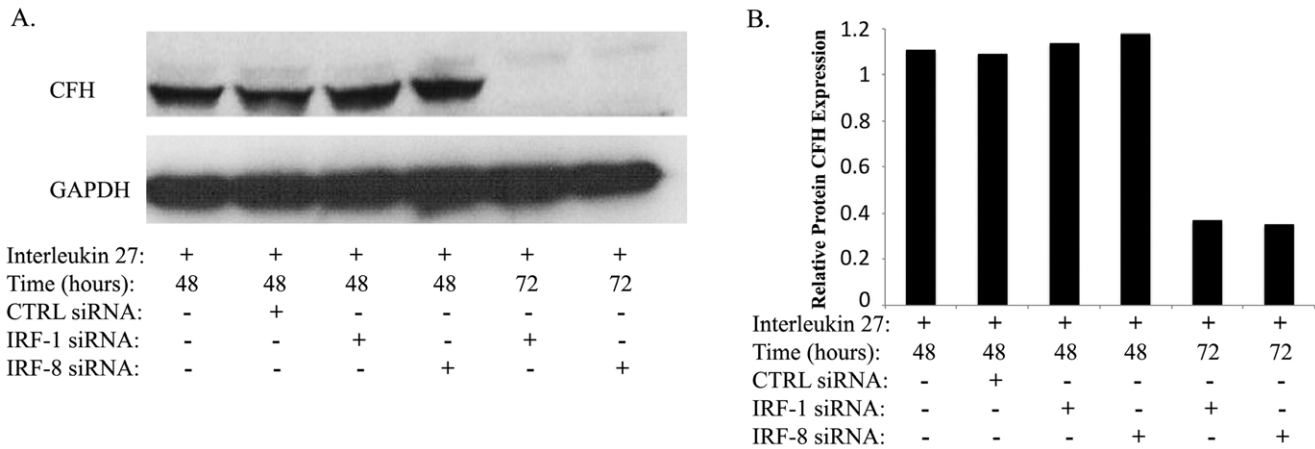 A.
CFH
GAPDH
Interleukin 27: + + + + + +
Time (hours): 48 48 48 48 72 72
CTRL siRNA: - + - - - -
IRF-1 siRNA: - - + - + -
IRF-8 siRNA: - - - + - +
B.
Relative Protein CFH Expression
1.2
1
0.8
0.6
0.4
0.2
0
Interleukin 27: + + + + + +
Time (hours): 48 48 48 48 72 72
CTRL siRNA: - + - - - -
IRF-1 siRNA: - - + - + -
IRF-8 siRNA: - - - + - +